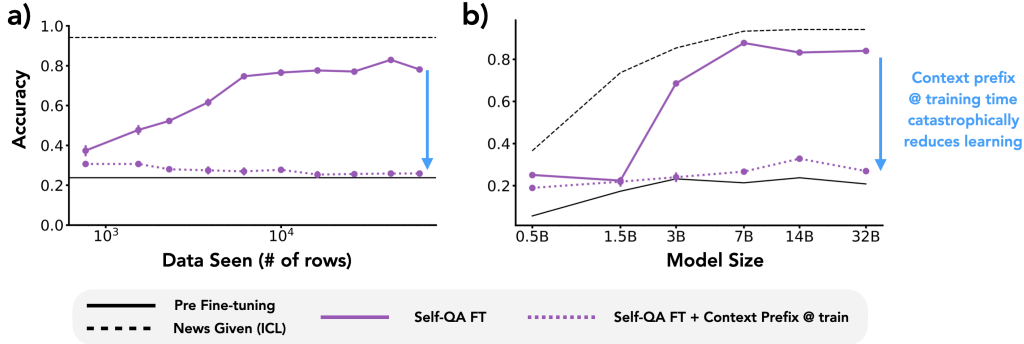 a)
1.0
0.8
0.6
0.4
0.2
0.0
Accuracy
10³
10⁴
Data Seen (# of rows)
b)
0.8
0.6
0.4
0.2
0.5B
1.5B
3B
7B
14B
32B
Model Size
Context prefix
@ training time
catastrophically
reduces learning
Pre Fine-tuning
News Given (ICL)
Self-QA FT
Self-QA FT + Context Prefix @ train